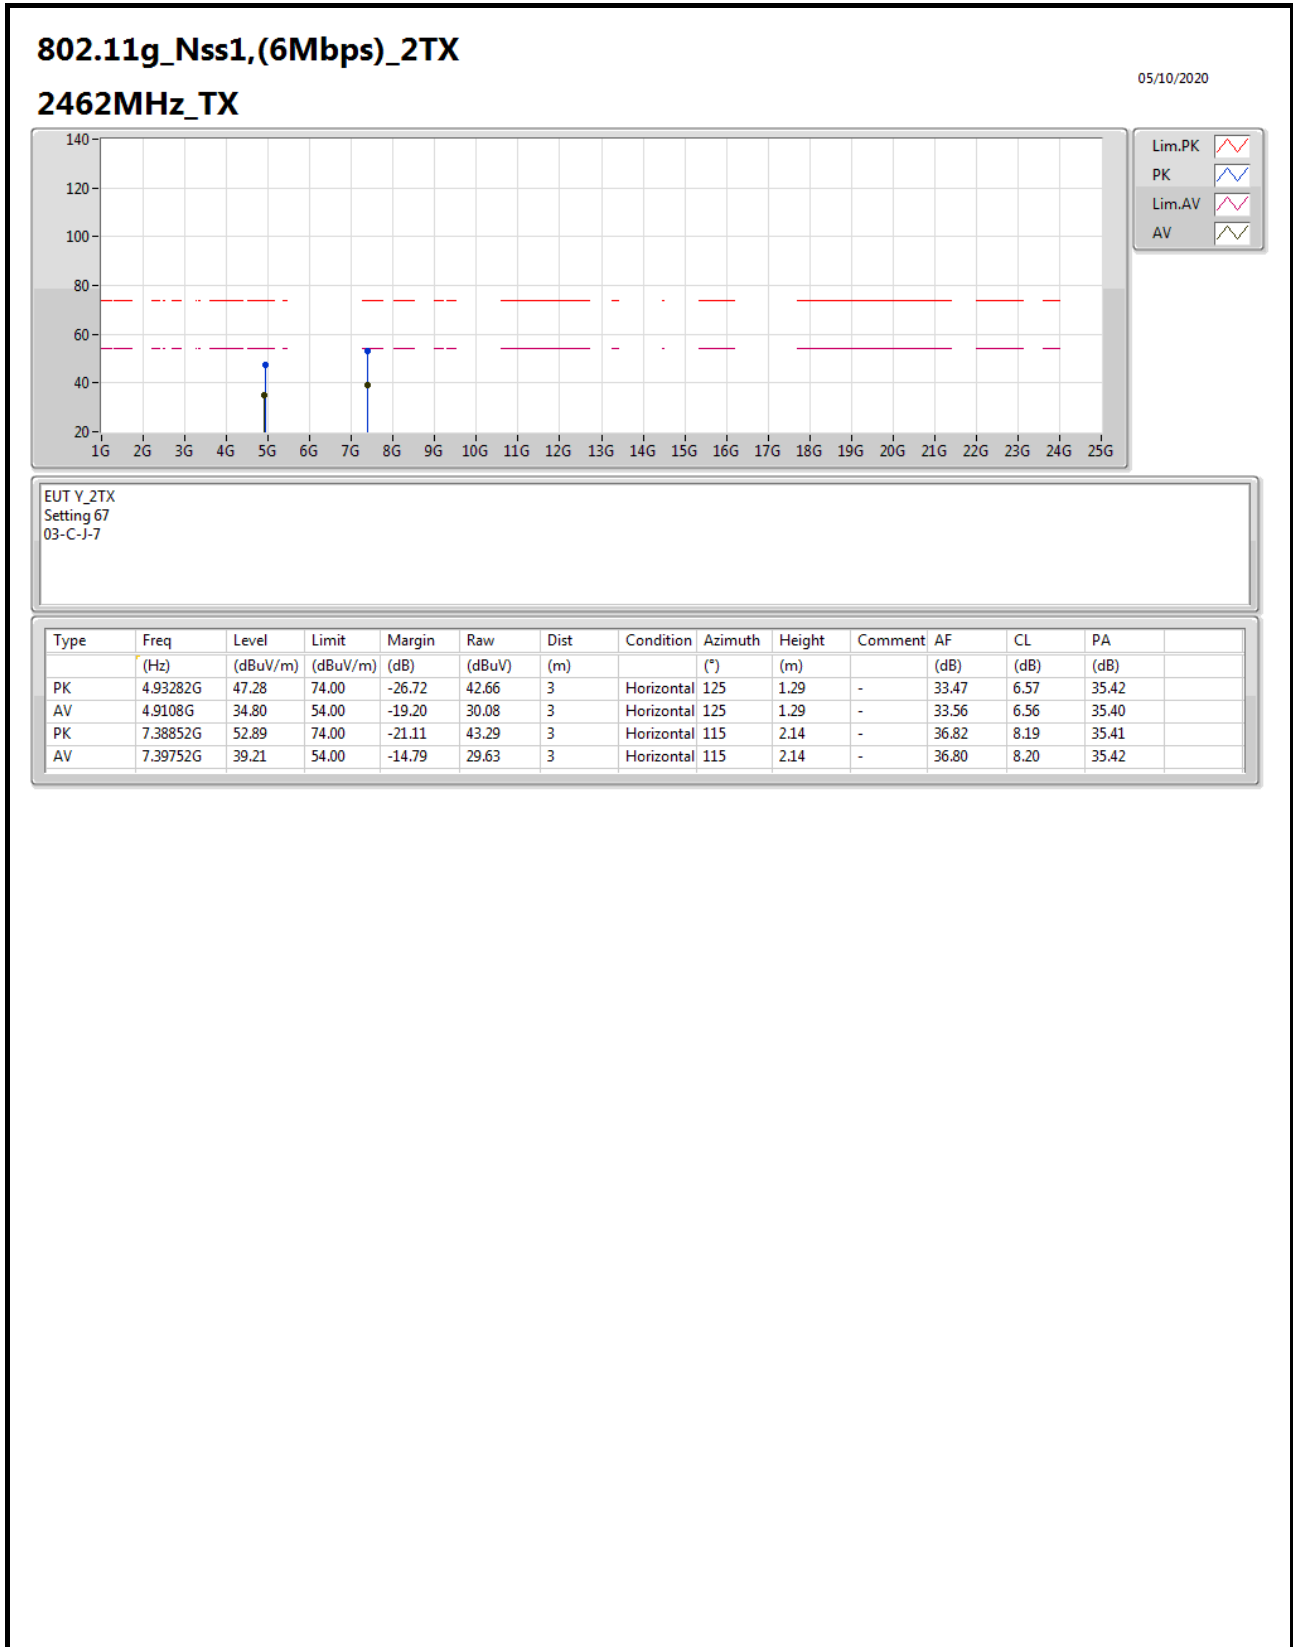 802.11g_Nss1,(6Mbps)_2TX
05/10/2020
2462MHz_TX
140
120
100
80
60
40
20
1G 2G 3G 4G 5G 6G 7G 8G 9G 10G 11G 12G 13G 14G 15G 16G 17G 18G 19G 20G 21G 22G 23G 24G 25G
Lim.PK
PK
Lim.AV
AV
EUT Y_2TX
Setting 67
03-C-J-7
Type Freq Level Limit Margin Raw Dist Condition Azimuth Height Comment AF CL PA
(Hz) (dBuV/m) (dBuV/m) (dB) (dBuV) (m) (°) (m) (dB) (dB) (dB)
PK 4.93282G 47.28 74.00 -26.72 42.66 3 Horizontal 125 1.29 - 33.47 6.57 35.42
AV 4.9108G 34.80 54.00 -19.20 30.08 3 Horizontal 125 1.29 - 33.56 6.56 35.40
PK 7.38852G 52.89 74.00 -21.11 43.29 3 Horizontal 115 2.14 - 36.82 8.19 35.41
AV 7.39752G 39.21 54.00 -14.79 29.63 3 Horizontal 115 2.14 - 36.80 8.20 35.42